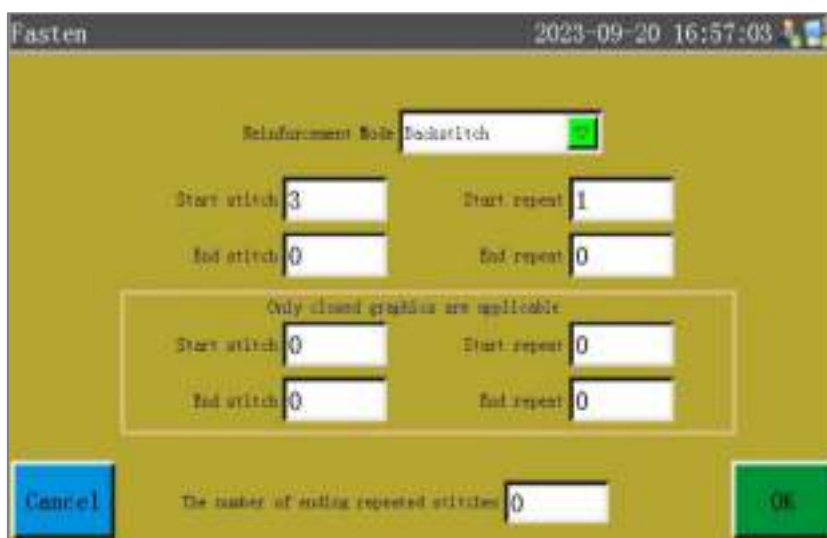 Fasten 2023-09-20 16:57:03
Reinforcement Mode Backstitch
Start stitch 3 Start repeat 1
End stitch 0 End repeat 0
Only closed graphics are applicable
Start stitch 0 Start repeat 0
End stitch 0 End repeat 0
Cancel The number of ending repeated stitches 0 OK